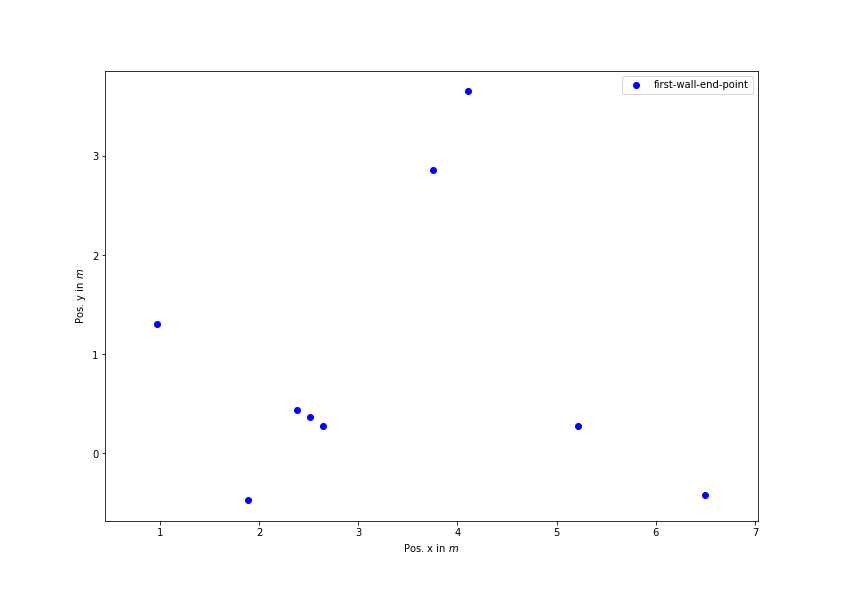 first-wall-end-point
3
2
1
0
Pos. y in m
1 2 3 4 5 6 7
Pos. x in m